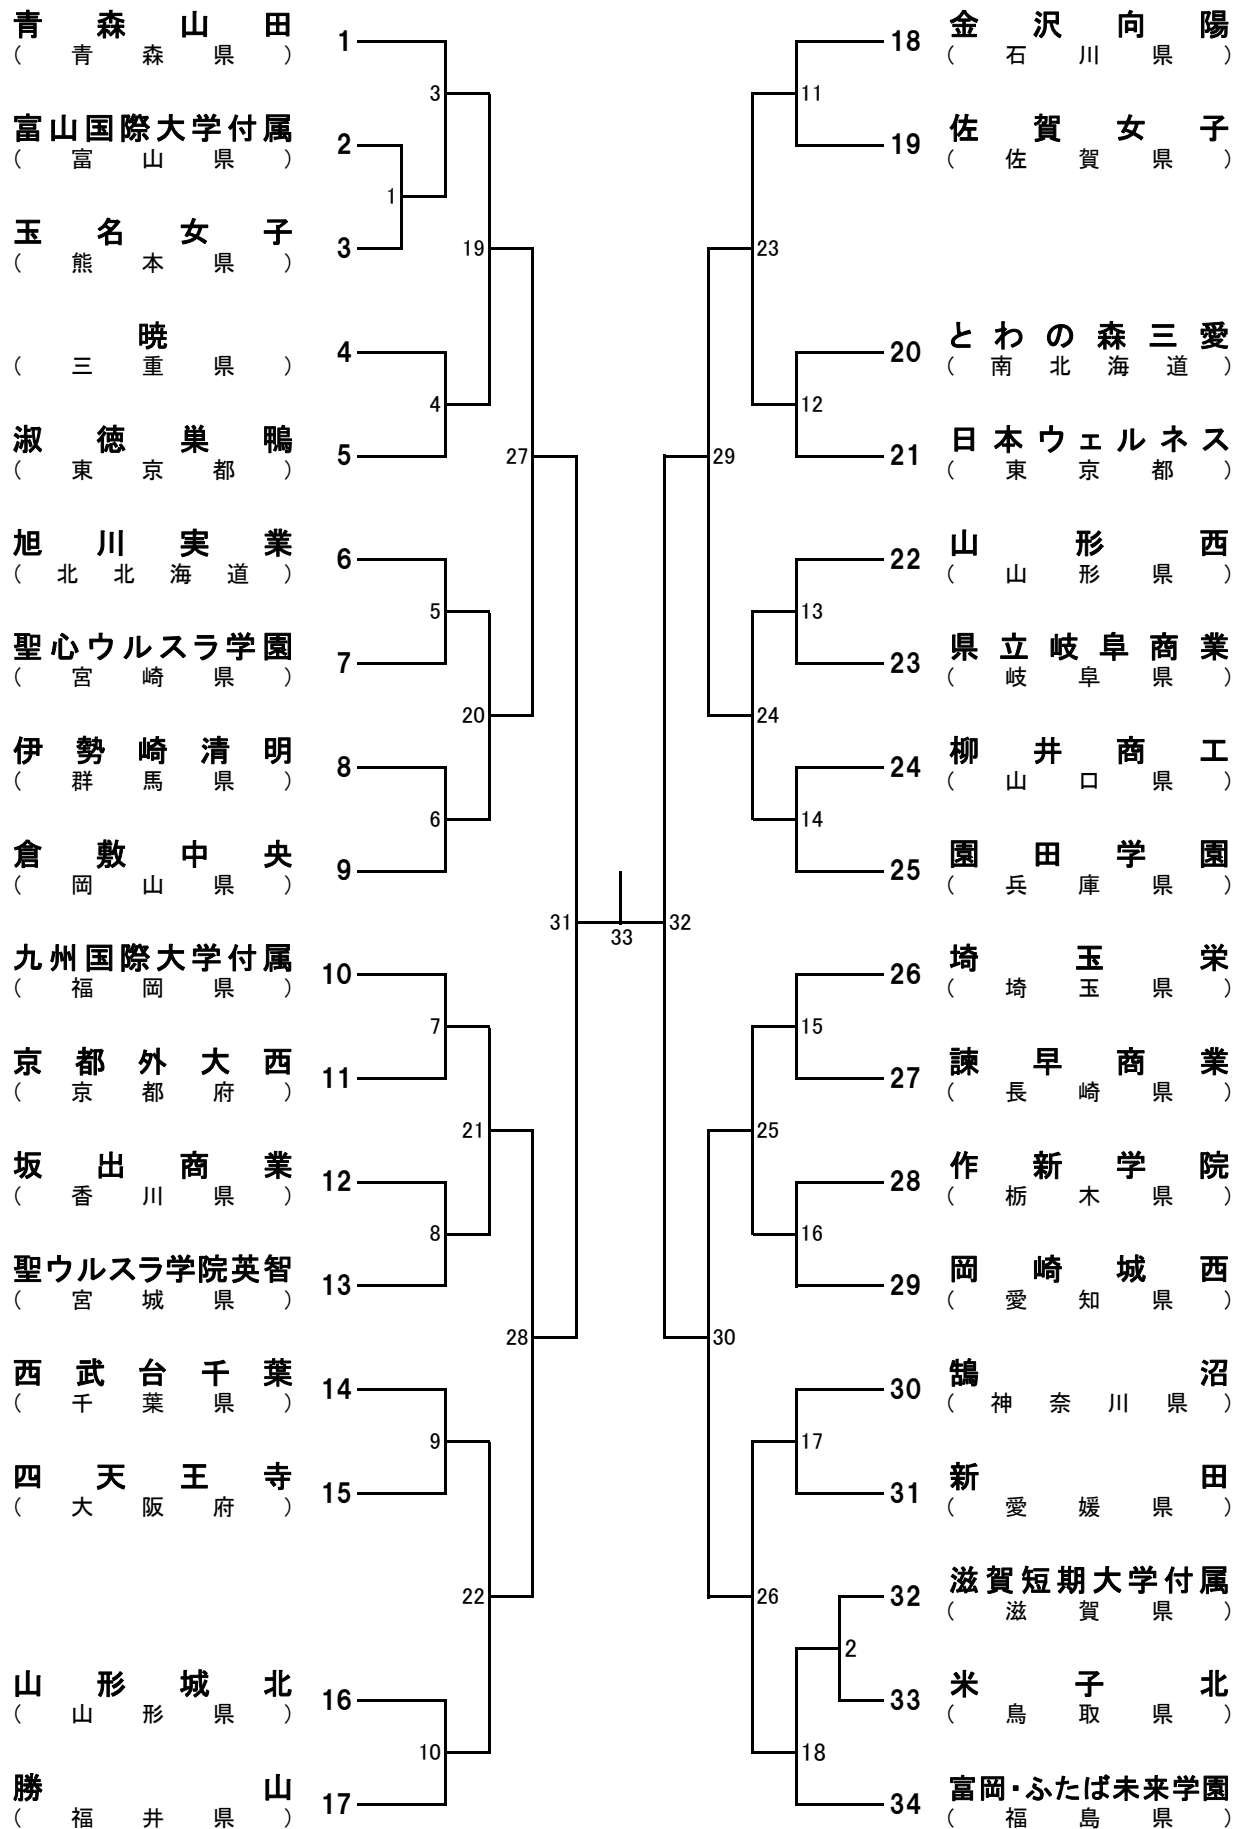 青森山田 1
(青森県)
3
富山国際大学付属 2
(富山県)
1
玉名女子 3
(熊本県)
19
暁 4
(三重県)
4
淑徳巣鴨 5
(東京都)
27
旭川実業 6
(北北海道)
5
聖心ウルスラ学園 7
(宮崎県)
20
伊勢崎清明 8
(群馬県)
6
倉敷中央 9
(岡山県)
31
33
九州国際大学付属 10
(福岡県)
7
京都外大西 11
(京都府)
21
坂出商業 12
(香川県)
8
聖ウルスラ学院英智 13
(宮城県)
28
西武台千葉 14
(千葉県)
9
四天王寺 15
(大阪府)
22
山形城北 16
(山形県)
10
勝山 17
(福井県)
18 金沢向陽
(石川県)
11
19 佐賀女子
(佐賀県)
23
20 とわの森三愛
(南北海道)
12
21 日本ウェルネス
(東京都)
29
22 山形西
(山形県)
13
23 県立岐阜商業
(岐阜県)
24
24 柳井商工
(山口県)
14
25 園田学園
(兵庫県)
32
26 埼玉栄
(埼玉県)
15
27 諫早商業
(長崎県)
25
28 作新学院
(栃木県)
16
29 岡崎城西
(愛知県)
30
30 鵠沼
(神奈川県)
17
31 新田
(愛媛県)
26
32 滋賀短期大学付属
(滋賀県)
2
33 米子北
(鳥取県)
18
34 富岡・ふたば未来学園
(福島県)